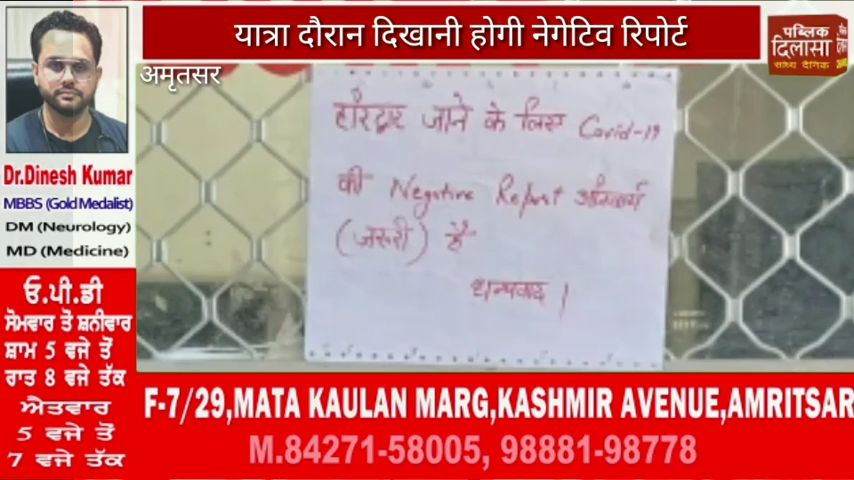 यात्रा दौरान दिखानी होगी नेगेटिव रिपोर्ट
पब्लिक
दिलासा
सांध्य दैनिक
अमृतसर
हरिद्वार जाने के लिए Covid-19
की Negative Report अनिवार्य
(जरूरी) है
धन्यवाद।
Dr.Dinesh Kumar
MBBS (Gold Medalist)
DM (Neurology)
MD (Medicine)
ਓ.ਪੀ.ਡੀ
ਸੋਮਵਾਰ ਤੋਂ ਸ਼ਨੀਵਾਰ
ਸ਼ਾਮ 5 ਵਜੇ ਤੋਂ
ਰਾਤ 8 ਵਜੇ ਤੱਕ
ਐਤਵਾਰ
5 ਵਜੇ ਤੋਂ
7 ਵਜੇ ਤੱਕ
F-7/29,MATA KAULAN MARG,KASHMIR AVENUE,AMRITSAR
M.84271-58005, 98881-98778